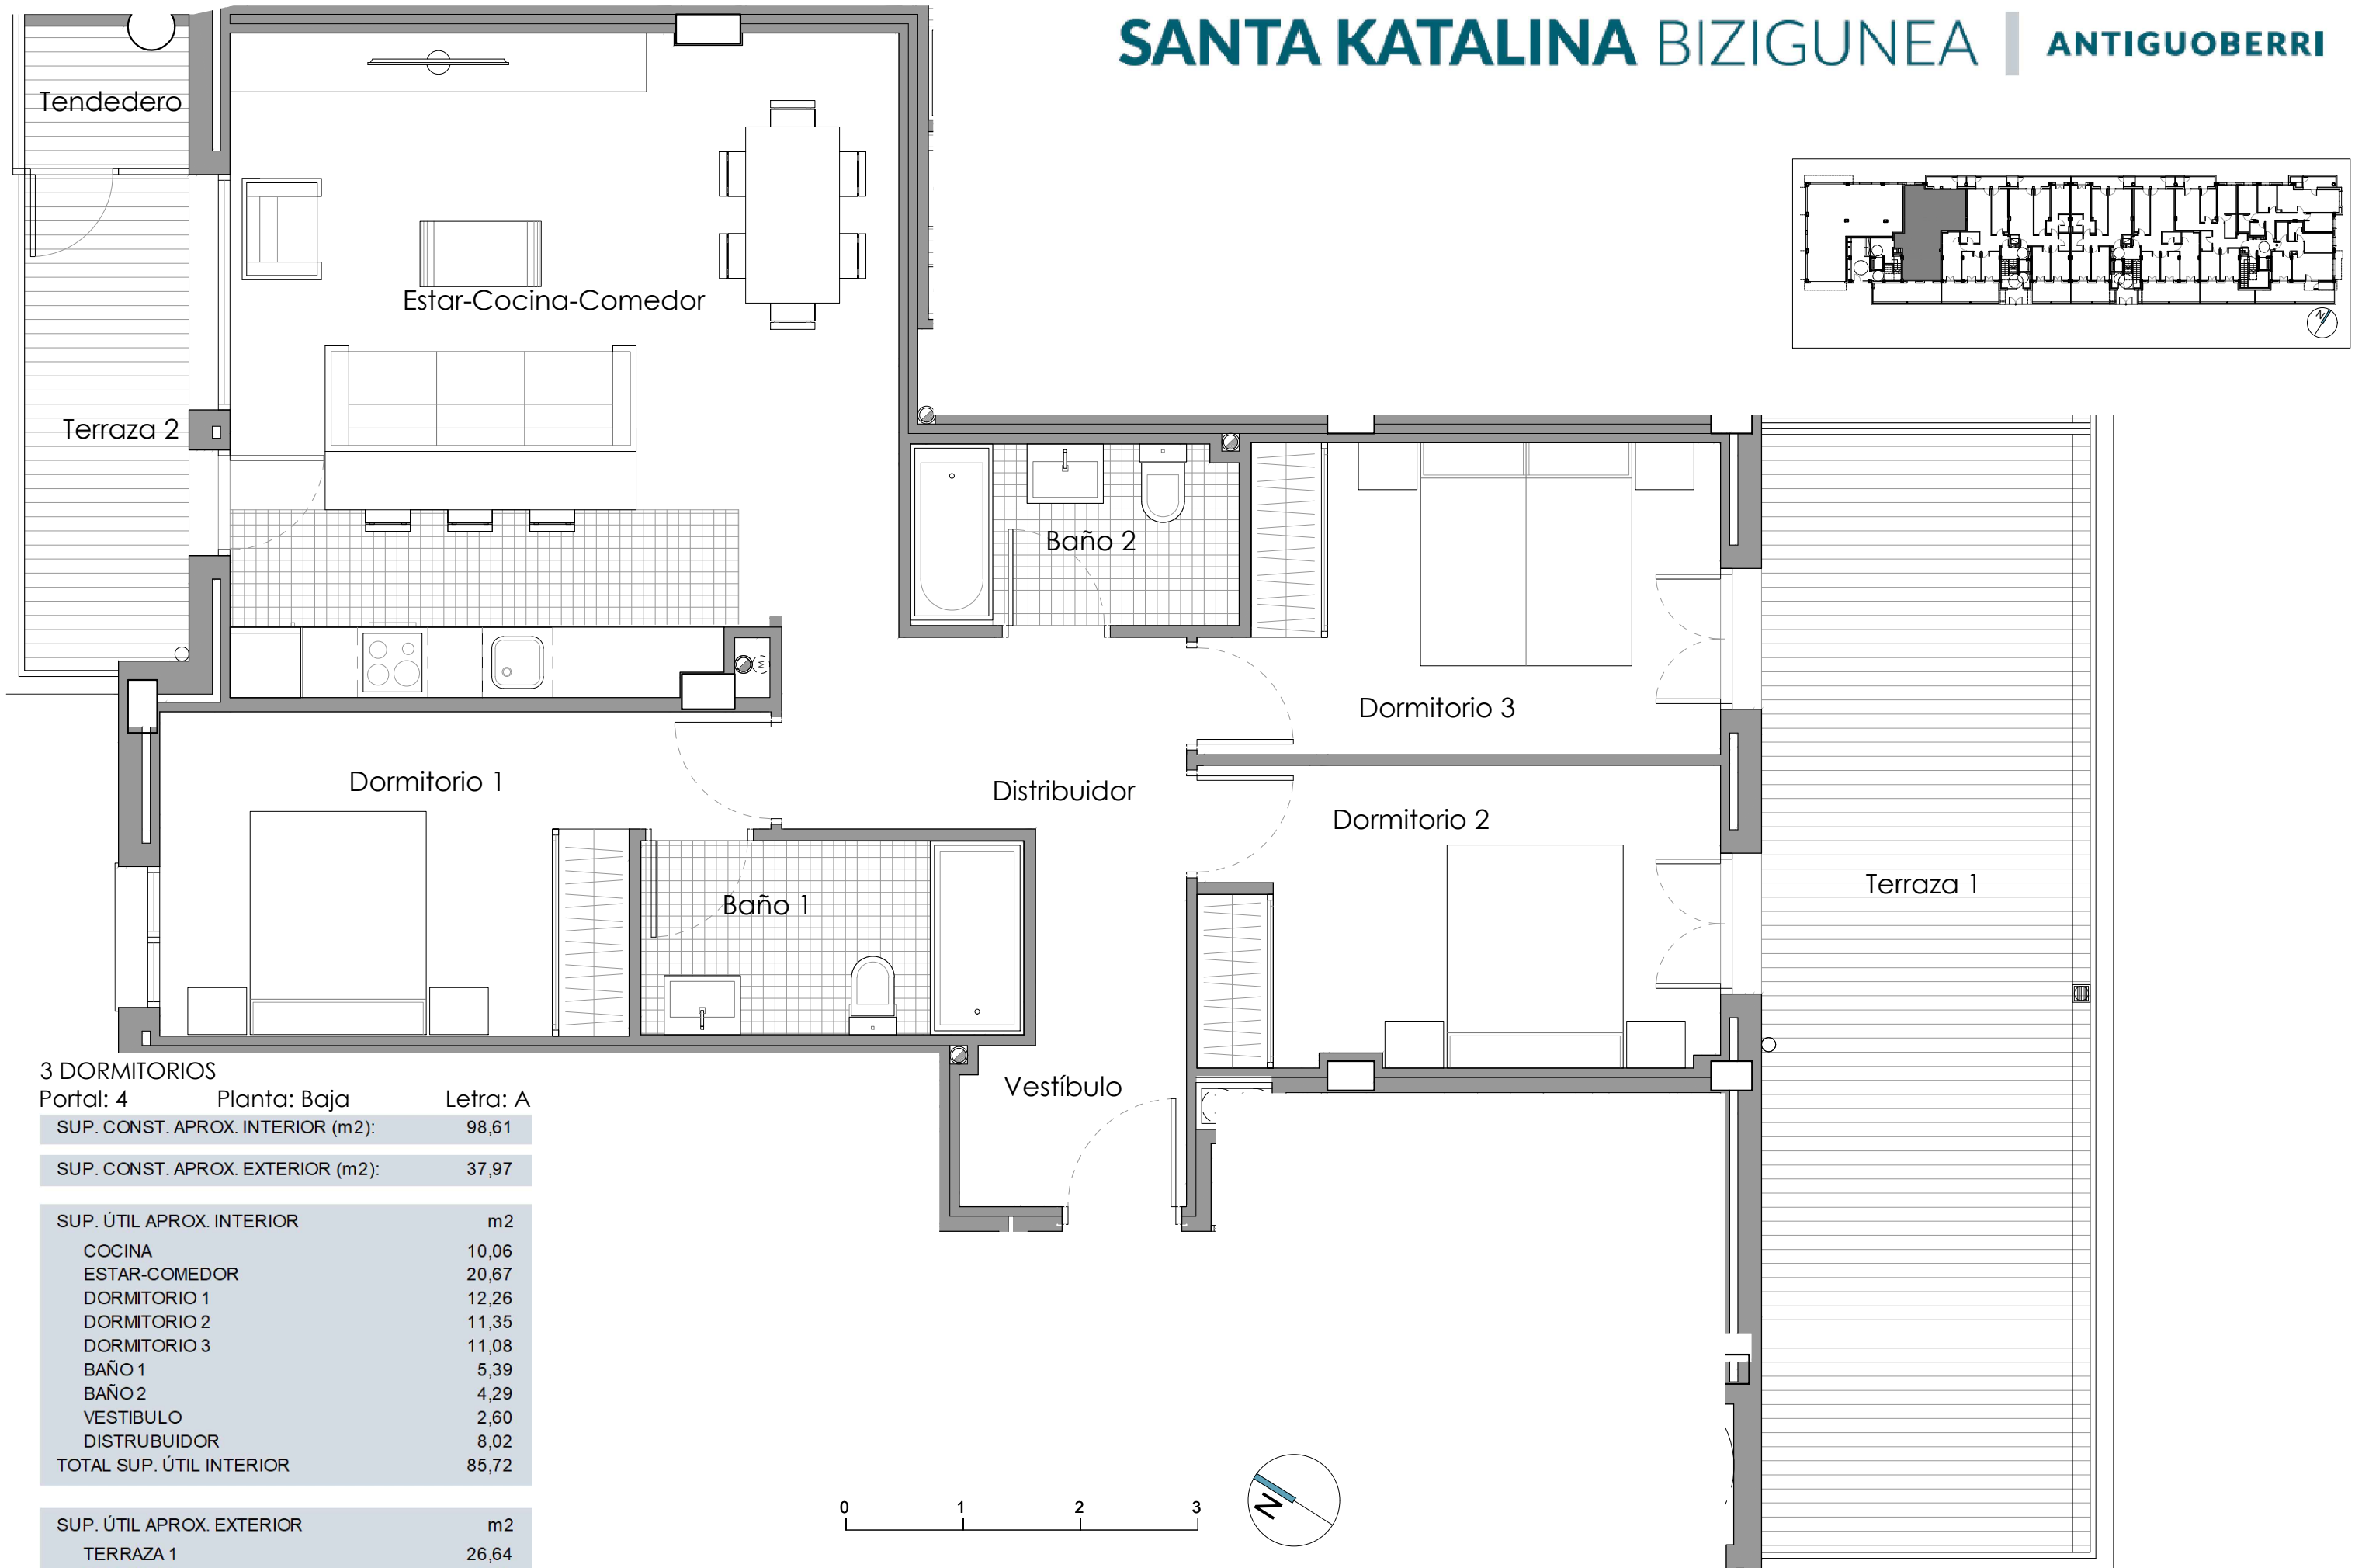 SANTA KATALINA BIZIGUNEA | ANTIGUOBERRI
Tendedero
Estar-Cocina-Comedor
N
Terraza 2
Baño 2
(M)
Dormitorio 3
Dormitorio 1
Distribuidor
Dormitorio 2
Terraza 1
Baño 1
Vestíbulo
3 DORMITORIOS
Portal: 4 Planta: Baja Letra: A
SUP. CONST. APROX. INTERIOR (m2): 98,61
SUP. CONST. APROX. EXTERIOR (m2): 37,97
SUP. ÚTIL APROX. INTERIOR m2
COCINA 10,06
ESTAR-COMEDOR 20,67
DORMITORIO 1 12,26
DORMITORIO 2 11,35
DORMITORIO 3 11,08
BAÑO 1 5,39
BAÑO 2 4,29
VESTIBULO 2,60
DISTRUBUIDOR 8,02
TOTAL SUP. ÚTIL INTERIOR 85,72
SUP. ÚTIL APROX. EXTERIOR m2
TERRAZA 1 26,64
0 1 2 3
N